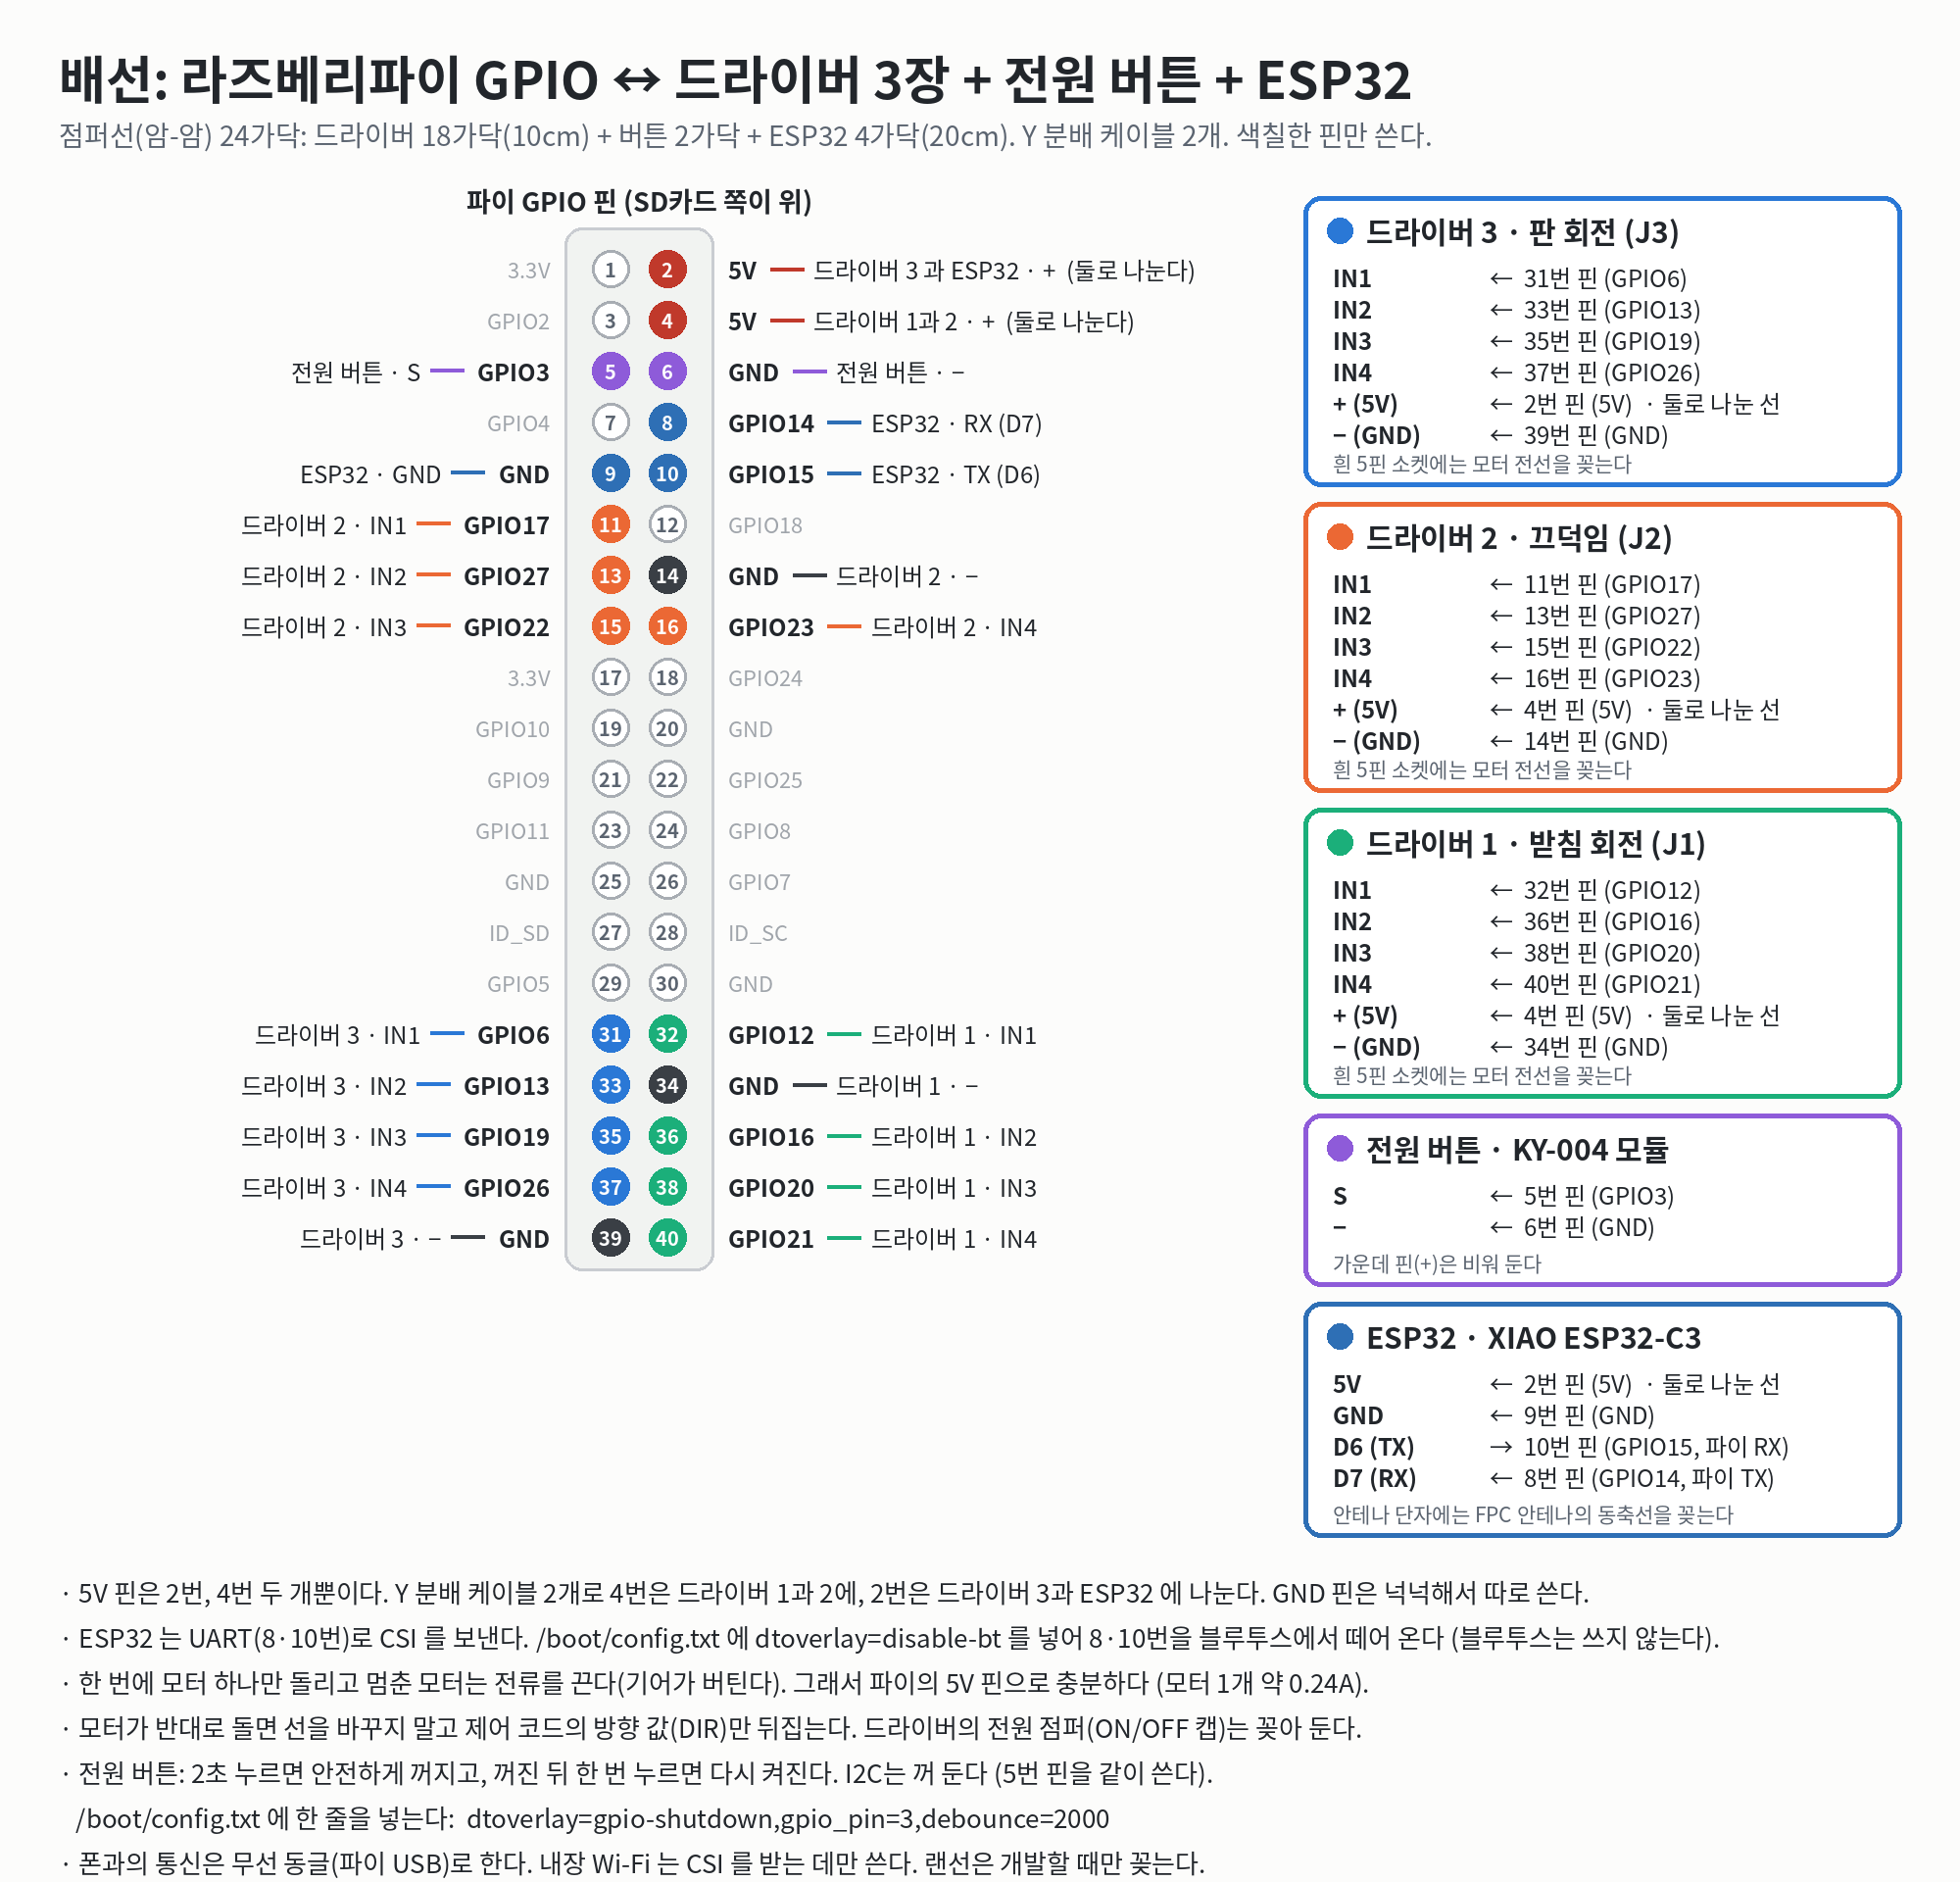 배선: 라즈베리파이 GPIO ↔ 드라이버 3장 + 전원 버튼 + ESP32
점퍼선(암-암) 24가닥: 드라이버 18가닥(10cm) + 버튼 2가닥 + ESP32 4가닥(20cm). Y 분배 케이블 2개. 색칠한 핀만 쓴다.
파이 GPIO 핀 (SD카드 쪽이 위)
3.3V 1 2 5V 드라이버 3 과 ESP32 · + (둘로 나눈다)
GPIO2 3 4 5V 드라이버 1과 2 · + (둘로 나눈다)
전원 버튼 · S GPIO3 5 6 GND 전원 버튼 · −
GPIO4 7 8 GPIO14 ESP32 · RX (D7)
ESP32 · GND GND 9 10 GPIO15 ESP32 · TX (D6)
드라이버 2 · IN1 GPIO17 11 12 GPIO18
드라이버 2 · IN2 GPIO27 13 14 GND 드라이버 2 · −
드라이버 2 · IN3 GPIO22 15 16 GPIO23 드라이버 2 · IN4
3.3V 17 18 GPIO24
GPIO10 19 20 GND
GPIO9 21 22 GPIO25
GPIO11 23 24 GPIO8
GND 25 26 GPIO7
ID_SD 27 28 ID_SC
GPIO5 29 30 GND
드라이버 3 · IN1 GPIO6 31 32 GPIO12 드라이버 1 · IN1
드라이버 3 · IN2 GPIO13 33 34 GND 드라이버 1 · −
드라이버 3 · IN3 GPIO19 35 36 GPIO16 드라이버 1 · IN2
드라이버 3 · IN4 GPIO26 37 38 GPIO20 드라이버 1 · IN3
드라이버 3 · − GND 39 40 GPIO21 드라이버 1 · IN4
드라이버 3 · 판 회전 (J3)
IN1 ← 31번 핀 (GPIO6)
IN2 ← 33번 핀 (GPIO13)
IN3 ← 35번 핀 (GPIO19)
IN4 ← 37번 핀 (GPIO26)
+ (5V) ← 2번 핀 (5V) · 둘로 나눈 선
− (GND) ← 39번 핀 (GND)
흰 5핀 소켓에는 모터 전선을 꽂는다
드라이버 2 · 끄덕임 (J2)
IN1 ← 11번 핀 (GPIO17)
IN2 ← 13번 핀 (GPIO27)
IN3 ← 15번 핀 (GPIO22)
IN4 ← 16번 핀 (GPIO23)
+ (5V) ← 4번 핀 (5V) · 둘로 나눈 선
− (GND) ← 14번 핀 (GND)
흰 5핀 소켓에는 모터 전선을 꽂는다
드라이버 1 · 받침 회전 (J1)
IN1 ← 32번 핀 (GPIO12)
IN2 ← 36번 핀 (GPIO16)
IN3 ← 38번 핀 (GPIO20)
IN4 ← 40번 핀 (GPIO21)
+ (5V) ← 4번 핀 (5V) · 둘로 나눈 선
− (GND) ← 34번 핀 (GND)
흰 5핀 소켓에는 모터 전선을 꽂는다
전원 버튼 · KY-004 모듈
S ← 5번 핀 (GPIO3)
− ← 6번 핀 (GND)
가운데 핀(+)은 비워 둔다
ESP32 · XIAO ESP32-C3
5V ← 2번 핀 (5V) · 둘로 나눈 선
GND ← 9번 핀 (GND)
D6 (TX) → 10번 핀 (GPIO15, 파이 RX)
D7 (RX) ← 8번 핀 (GPIO14, 파이 TX)
안테나 단자에는 FPC 안테나의 동축선을 꽂는다
· 5V 핀은 2번, 4번 두 개뿐이다. Y 분배 케이블 2개로 4번은 드라이버 1과 2에, 2번은 드라이버 3과 ESP32 에 나눈다. GND 핀은 넉넉해서 따로 쓴다.
· ESP32 는 UART(8·10번)로 CSI 를 보낸다. /boot/config.txt 에 dtoverlay=disable-bt 를 넣어 8·10번을 블루투스에서 떼어 온다 (블루투스는 쓰지 않는다).
· 한 번에 모터 하나만 돌리고 멈춘 모터는 전류를 끈다(기어가 버틴다). 그래서 파이의 5V 핀으로 충분하다 (모터 1개 약 0.24A).
· 모터가 반대로 돌면 선을 바꾸지 말고 제어 코드의 방향 값(DIR)만 뒤집는다. 드라이버의 전원 점퍼(ON/OFF 캡)는 꽂아 둔다.
· 전원 버튼: 2초 누르면 안전하게 꺼지고, 꺼진 뒤 한 번 누르면 다시 켜진다. I2C는 꺼 둔다 (5번 핀을 같이 쓴다).
/boot/config.txt 에 한 줄을 넣는다: dtoverlay=gpio-shutdown,gpio_pin=3,debounce=2000
· 폰과의 통신은 무선 동글(파이 USB)로 한다. 내장 Wi-Fi 는 CSI 를 받는 데만 쓴다. 랜선은 개발할 때만 꽂는다.